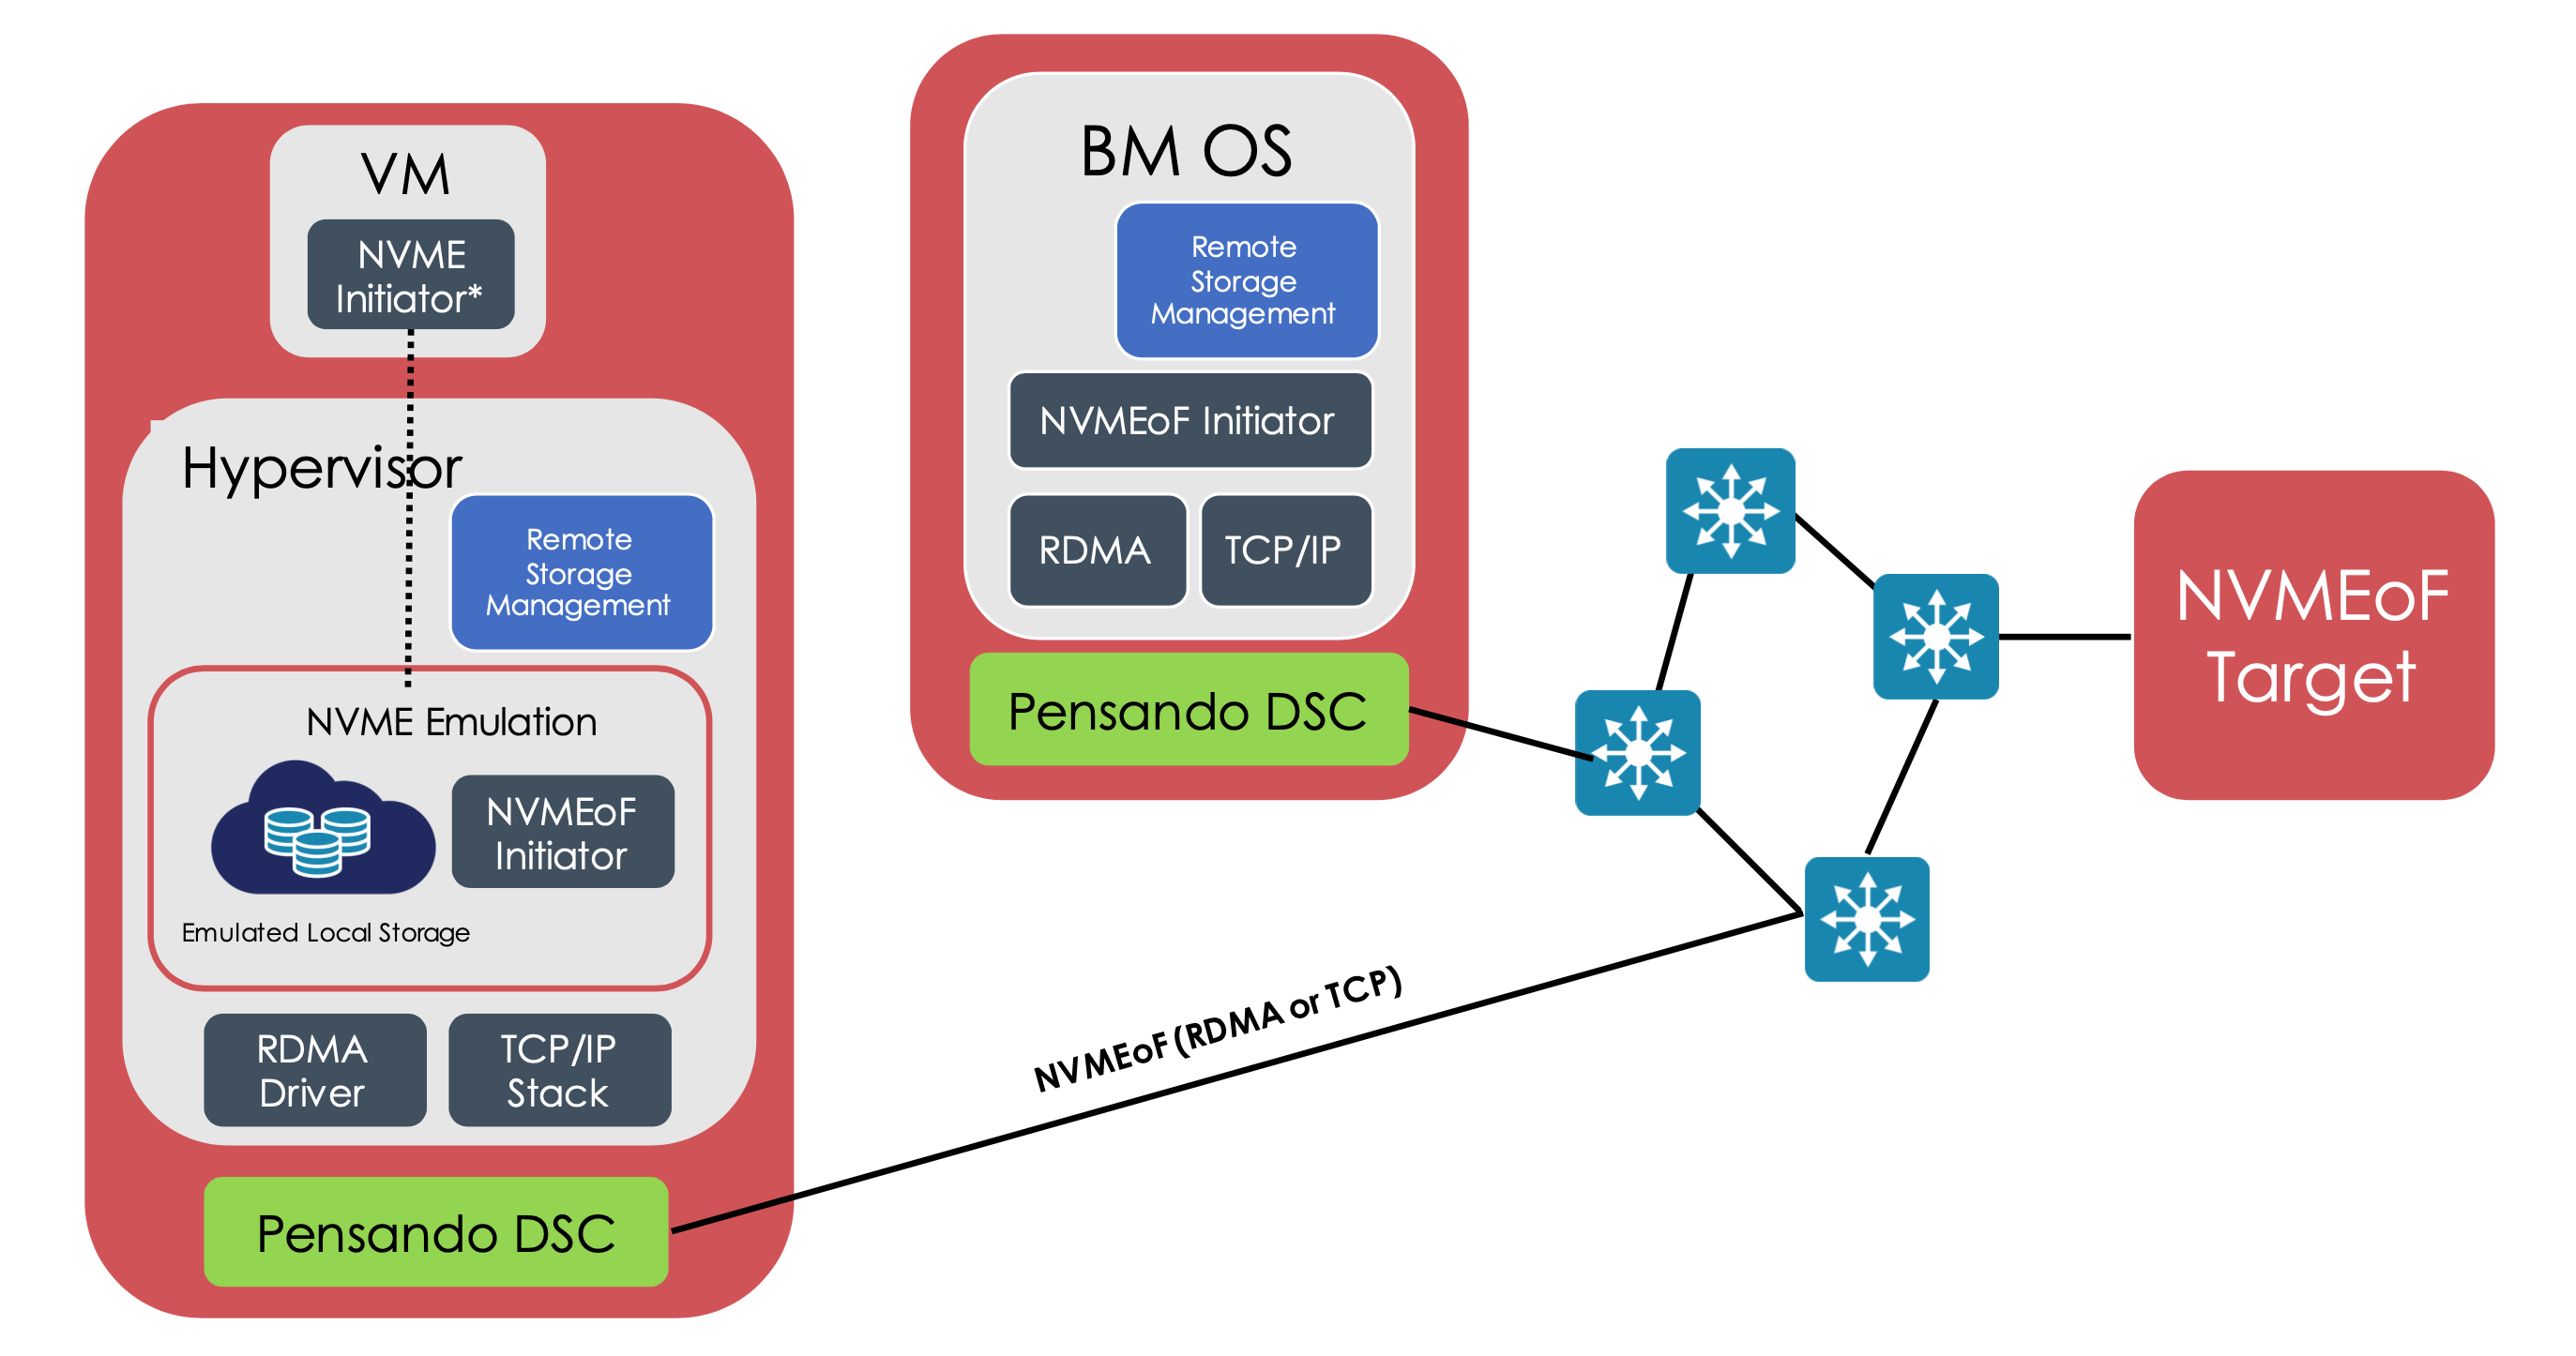 VM
NVME
Initiator*
Hypervisor
Remote
Storage
Management
NVME Emulation
NVMEoF
Initiator
Emulated Local Storage
RDMA
Driver
TCP/IP
Stack
Pensando DSC
BM OS
Remote
Storage
Management
NVMEoF Initiator
RDMA
TCP/IP
Pensando DSC
NVMEoF (RDMA or TCP)
NVMEoF
Target